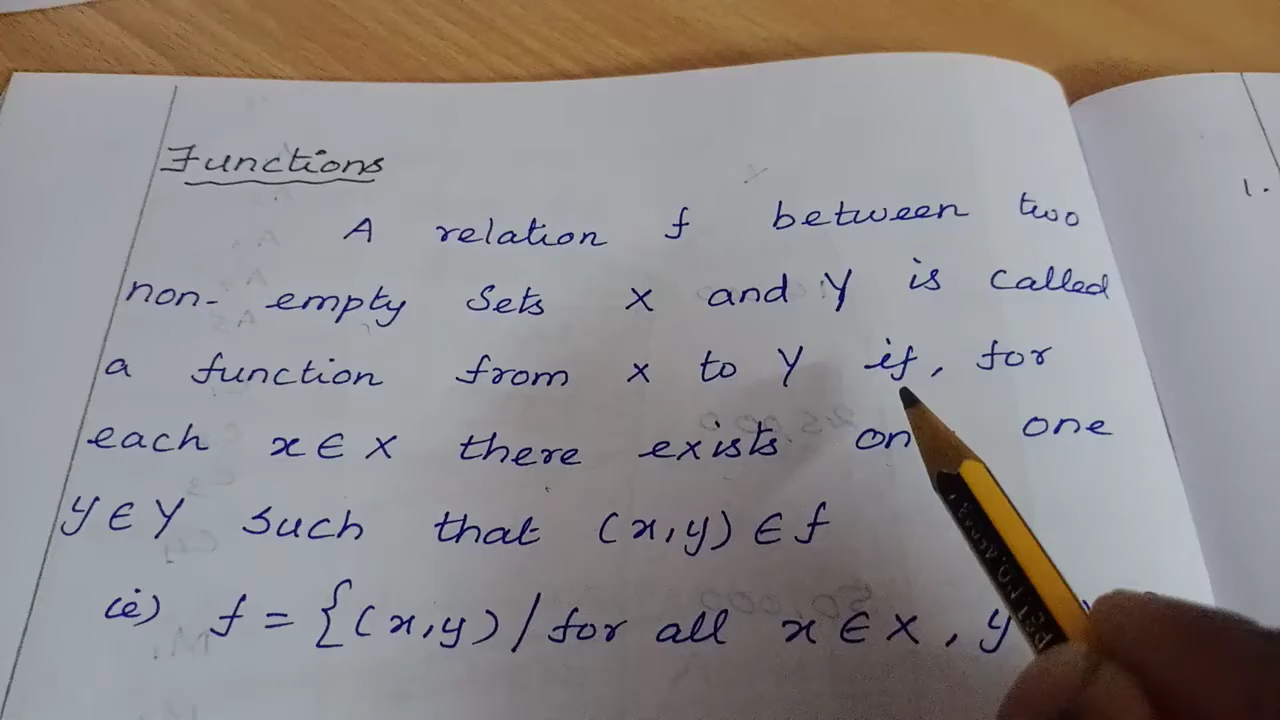 Functions
A relation f between two
non-empty sets X and Y is called
a function from X to Y if, for
each x ∈ X there exists one
y ∈ Y such that (x,y) ∈ f
(ie) f = {(x,y) / for all x ∈ X, y
1.